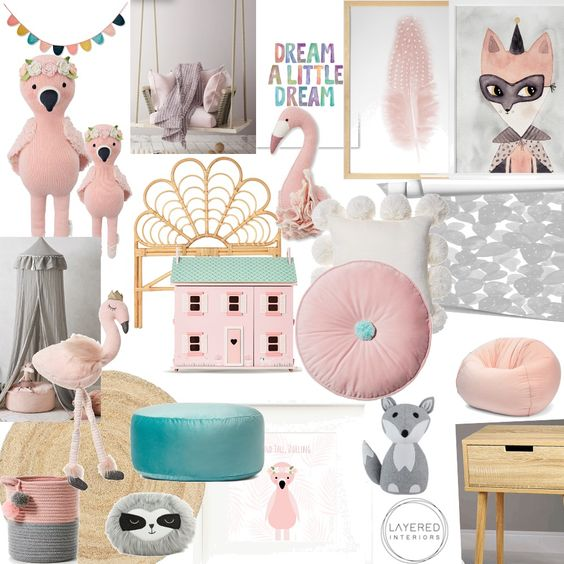 DREAM
A LITTLE
DREAM
LAYERED
INTERIORS